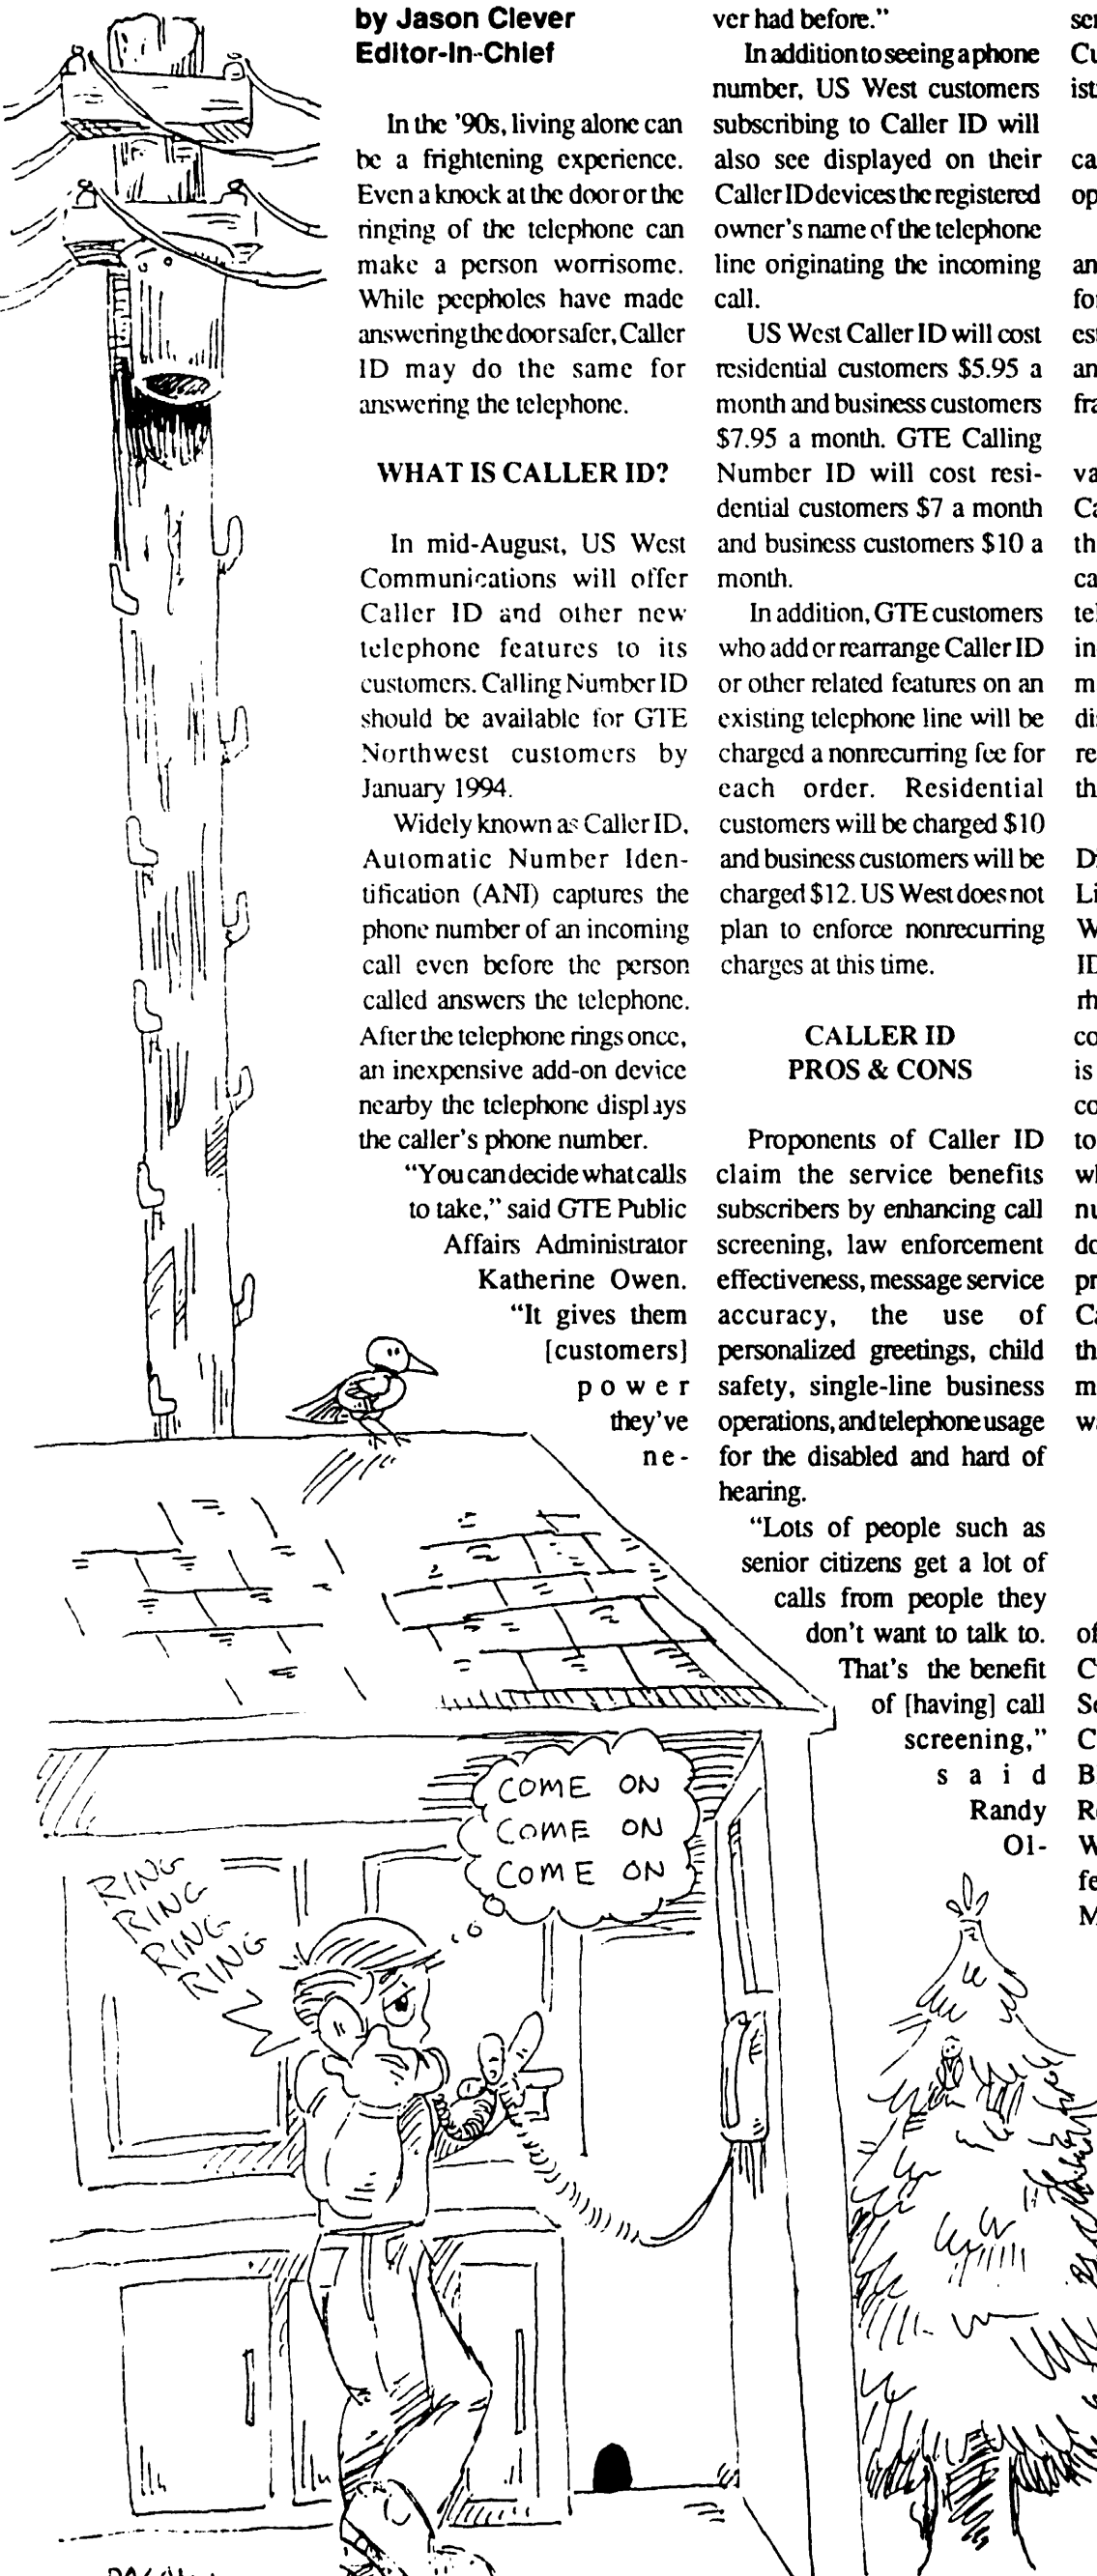 by Jason Clever
Editor-In-Chief
In the '90s, living alone can
be a frightening experience.
Even a knock at the door or the
ringing of the telephone can
make a person worrisome.
While peepholes have made
answering the door safer, Caller
ID may do the same for
answering the telephone.
WHAT IS CALLER ID?
In mid-August, US West
Communications will offer
Caller ID and other new
telephone features to its
customers. Calling Number ID
should be available for GTE
Northwest customers by
January 1994.
Widely known as Caller ID,
Automatic Number Iden-
tification (ANI) captures the
phone number of an incoming
call even before the person
called answers the telephone.
After the telephone rings once,
an inexpensive add-on device
nearby the telephone displays
the caller's phone number.
"You can decide what calls
to take," said GTE Public
Affairs Administrator
Katherine Owen.
"It gives them
[customers]
power
they've
ne-
ver had before."
In addition to seeing a phone
number, US West customers
subscribing to Caller ID will
also see displayed on their
Caller ID devices the registered
owner's name of the telephone
line originating the incoming
call.
US West Caller ID will cost
residential customers $5.95 a
month and business customers
$7.95 a month. GTE Calling
Number ID will cost resi-
dential customers $7 a month
and business customers $10 a
month.
In addition, GTE customers
who add or rearrange Caller ID
or other related features on an
existing telephone line will be
charged a nonrecurring fee for
each order. Residential
customers will be charged $10
and business customers will be
charged $12. US West does not
plan to enforce nonrecurring
charges at this time.
CALLER ID
PROS & CONS
Proponents of Caller ID
claim the service benefits
subscribers by enhancing call
screening, law enforcement
effectiveness, message service
accuracy, the use of
personalized greetings, child
safety, single-line business
operations, and telephone usage
for the disabled and hard of
hearing.
"Lots of people such as
senior citizens get a lot of
calls from people they
don't want to talk to.
That's the benefit
of [having] call
screening,"
said
Randy
Ol-
COME ON
COME ON
COME ON
RING
RING
RING
RING